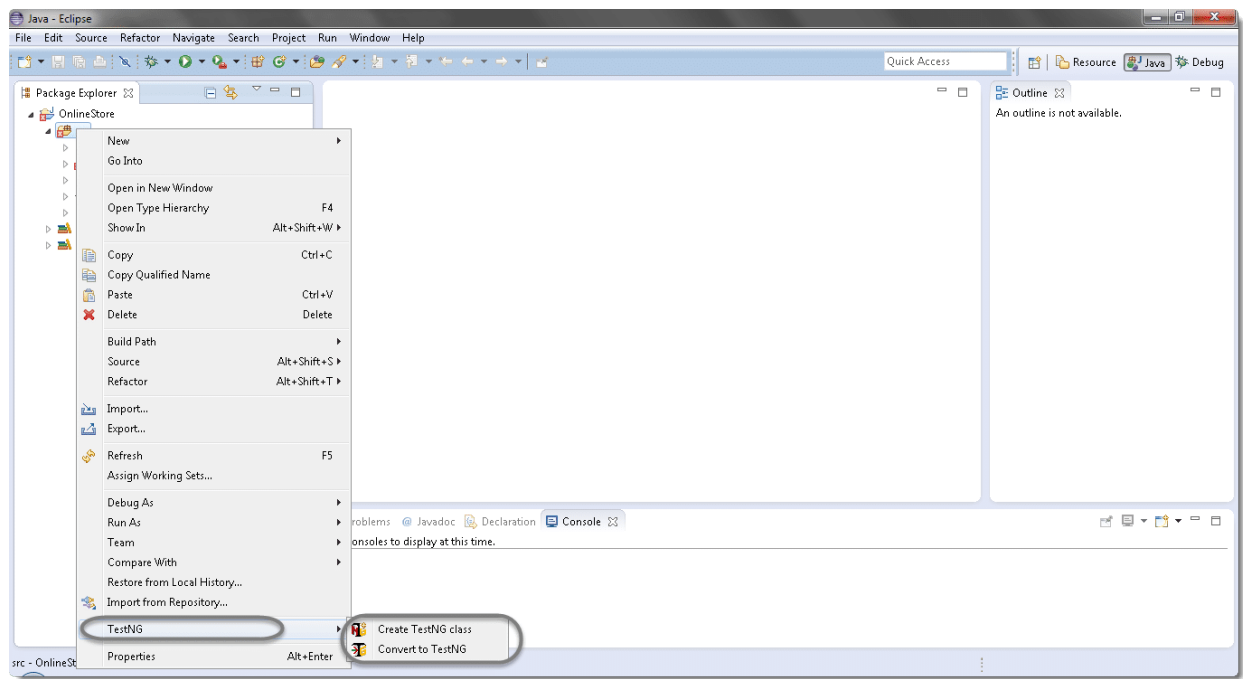 Java - Eclipse
File Edit Source Refactor Navigate Search Project Run Window Help
Quick Access
Resource Java Debug
Package Explorer
Outline
OnlineStore
An outline is not available.
New
Go Into
Open in New Window
Open Type Hierarchy F4
Show In Alt+Shift+W
Copy Ctrl+C
Copy Qualified Name
Paste Ctrl+V
Delete Delete
Build Path
Source Alt+Shift+S
Refactor Alt+Shift+T
Import...
Export...
Refresh F5
Assign Working Sets...
Debug As
Run As
Team
Compare With
Restore from Local History...
Import from Repository...
TestNG
Properties Alt+Enter
roblems @ Javadoc Declaration Console
onsoles to display at this time.
Create TestNG class
Convert to TestNG
src - OnlineSt